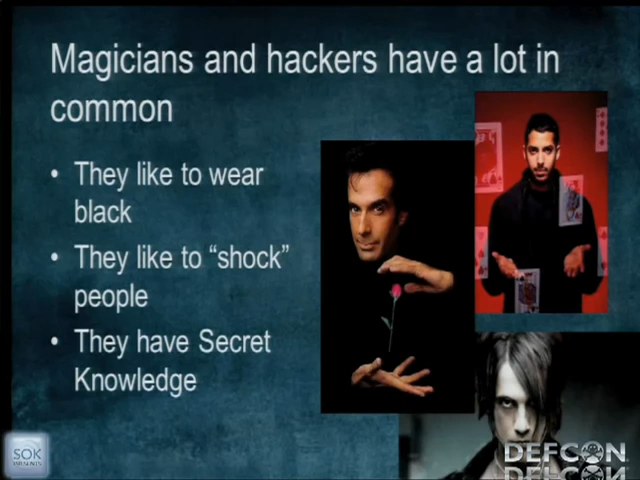 Magicians and hackers have a lot in
common
• They like to wear
black
• They like to “shock”
people
• They have Secret
Knowledge
SOK
DEFCON